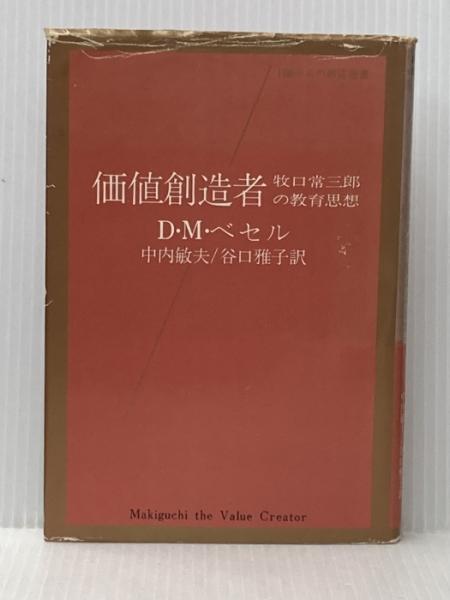 価値創造者 牧口常三郎
の教育思想
D・M・ベセル
中内敏夫/谷口雅子訳
Makiguchi the Value Creator